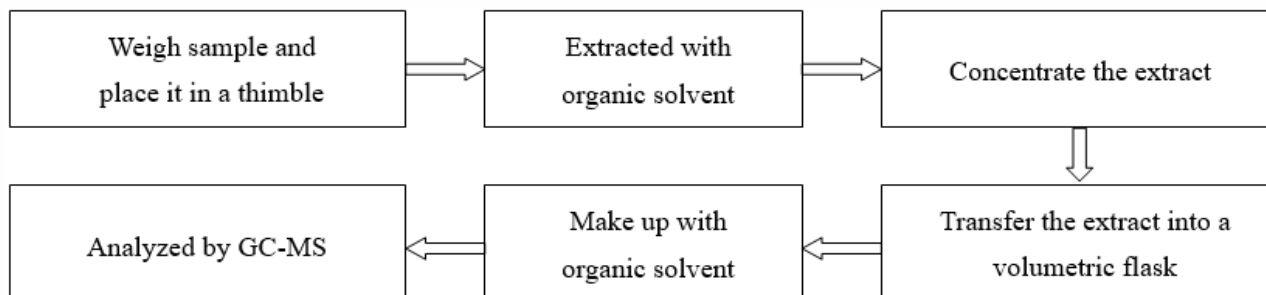 Weigh sample and
place it in a thimble
Extracted with
organic solvent
Concentrate the extract
Transfer the extract into a
volumetric flask
Make up with
organic solvent
Analyzed by GC-MS